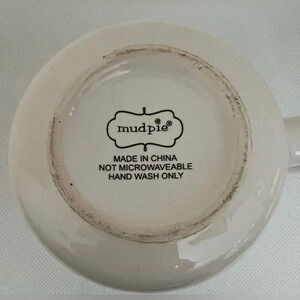 mudpie®
MADE IN CHINA
NOT MICROWAVEABLE
HAND WASH ONLY